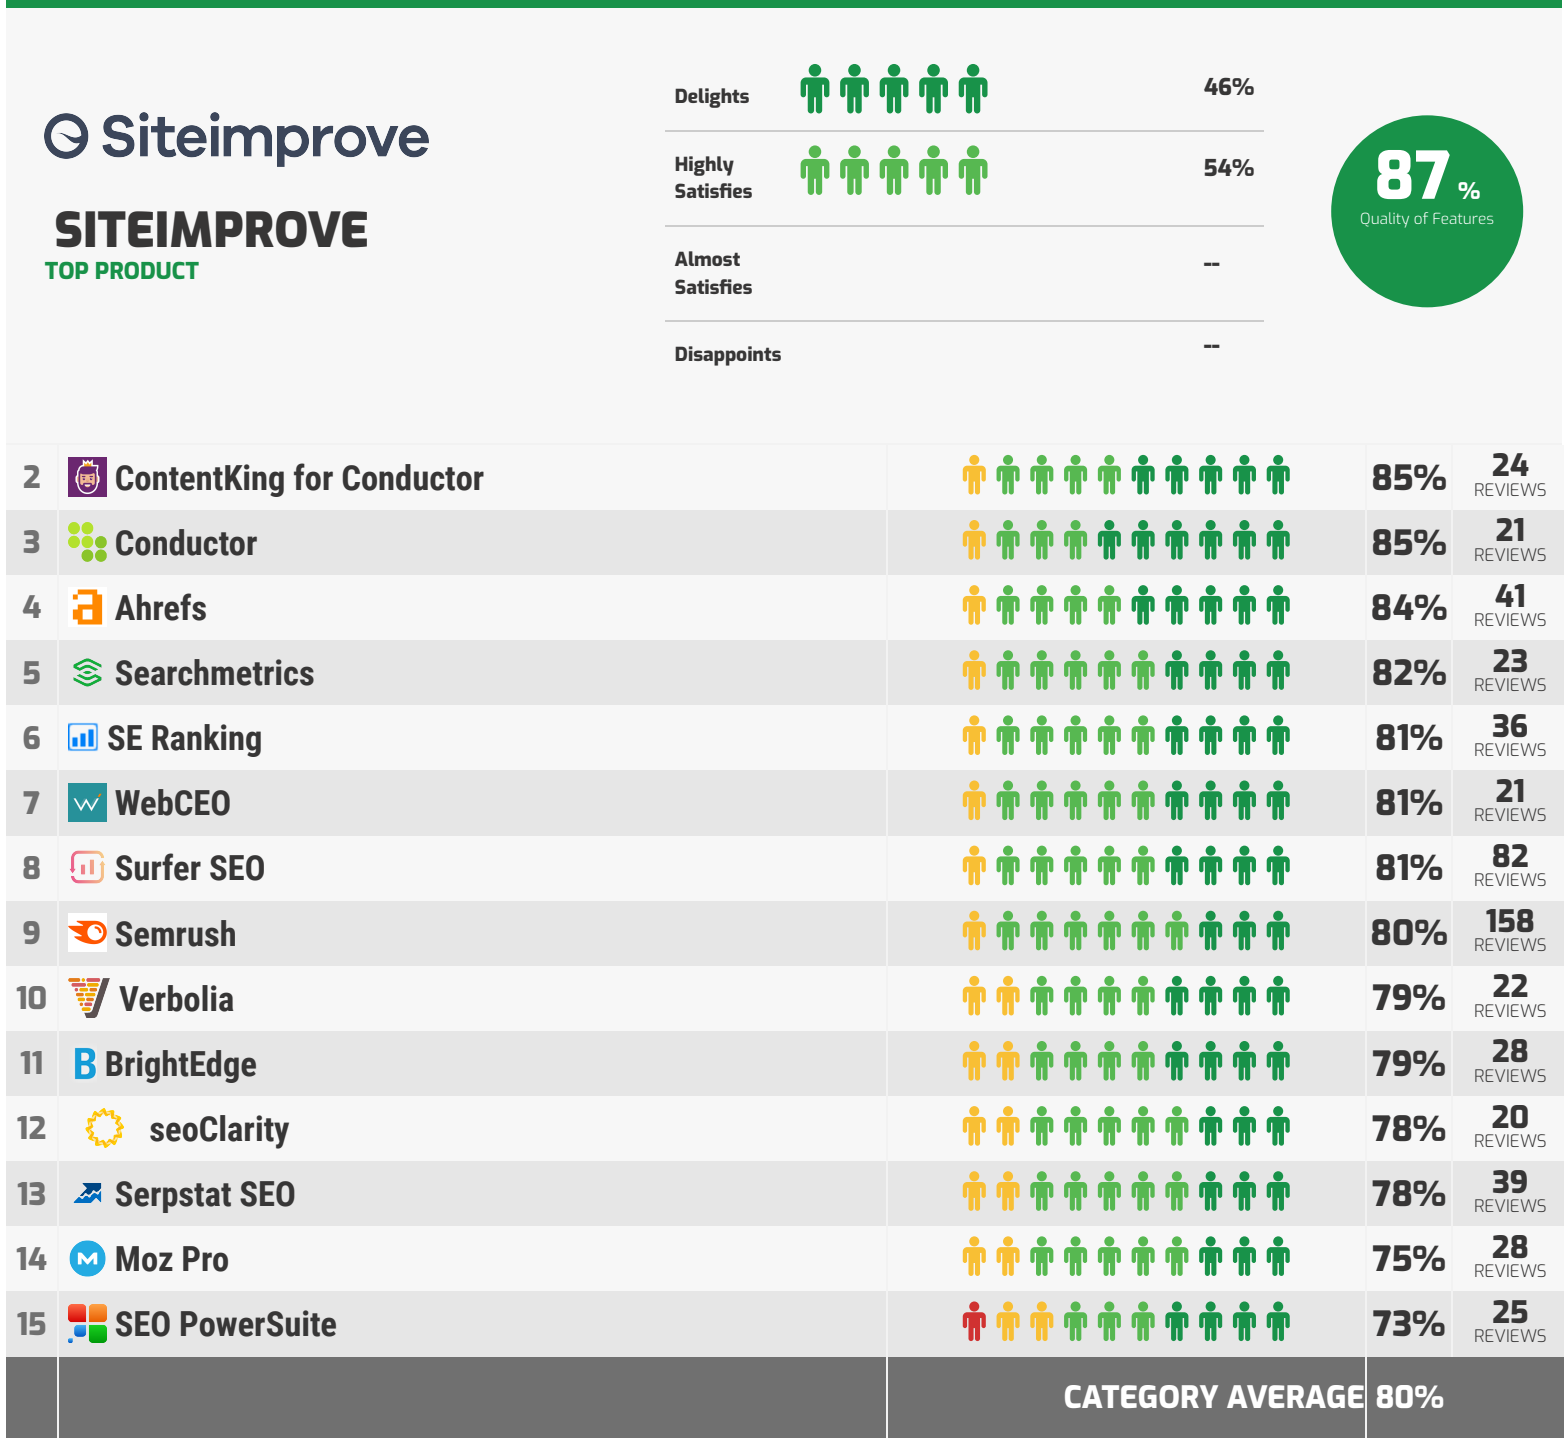 Siteimprove
SITEIMPROVE
TOP PRODUCT
Delights 46%
Highly
Satisfies 54%
Almost
Satisfies --
Disappoints --
87 %
Quality of Features
2 ContentKing for Conductor 85% 24
REVIEWS
3 Conductor 85% 21
REVIEWS
4 a Ahrefs 84% 41
REVIEWS
5 Searchmetrics 82% 23
REVIEWS
6 SE Ranking 81% 36
REVIEWS
7 W WebCEO 81% 21
REVIEWS
8 Surfer SEO 81% 82
REVIEWS
9 Semrush 80% 158
REVIEWS
10 Verbolia 79% 22
REVIEWS
11 B BrightEdge 79% 28
REVIEWS
12 seoClarity 78% 20
REVIEWS
13 Serpstat SEO 78% 39
REVIEWS
14 M Moz Pro 75% 28
REVIEWS
15 SEO PowerSuite 73% 25
REVIEWS
CATEGORY AVERAGE 80%